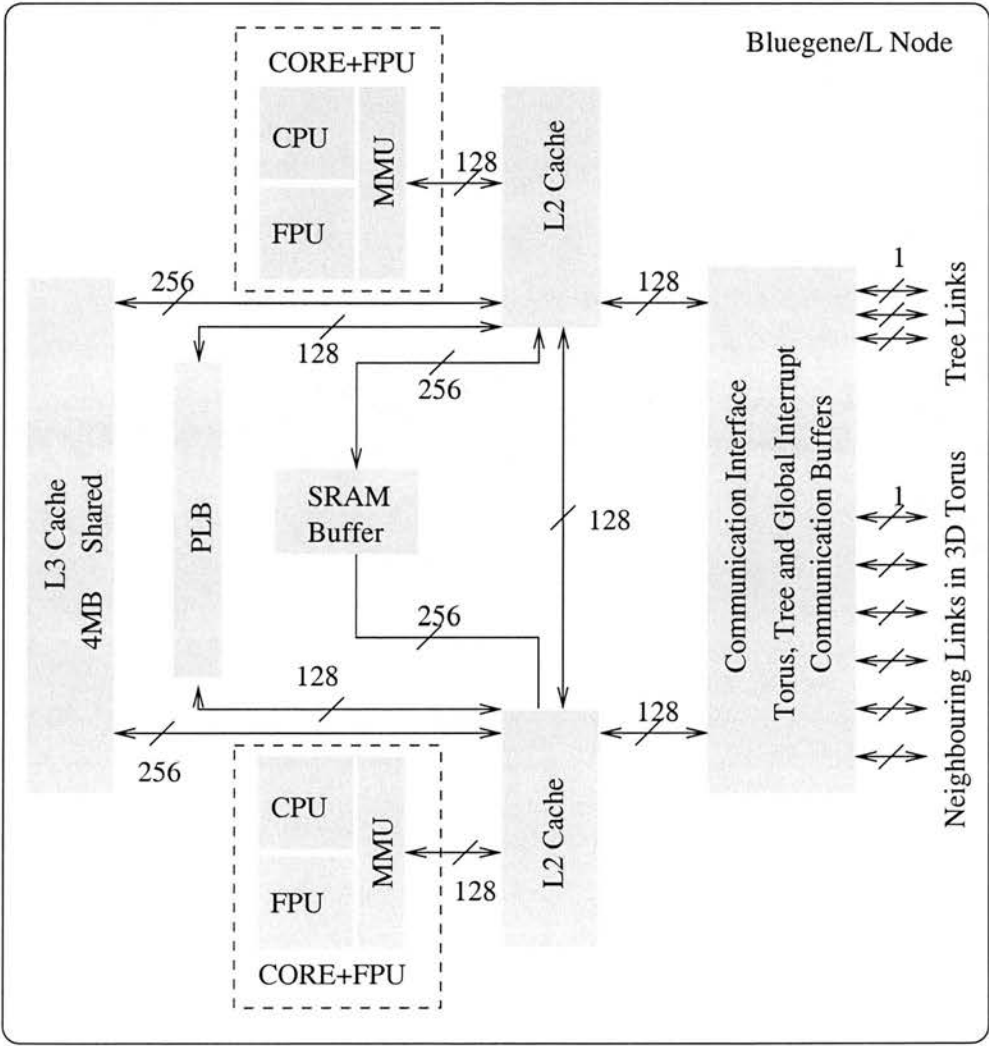 Bluegene/L Node
CORE+FPU
CPU
FPU
MMU
128
L2 Cache
256
128
256
128
1
Tree Links
L3 Cache
4MB Shared
PLB
SRAM
Buffer
128
256
Communication Interface
Torus, Tree and Global Interrupt
Communication Buffers
1
Neighbouring Links in 3D Torus
128
256
128
CPU
FPU
MMU
128
L2 Cache
CORE+FPU